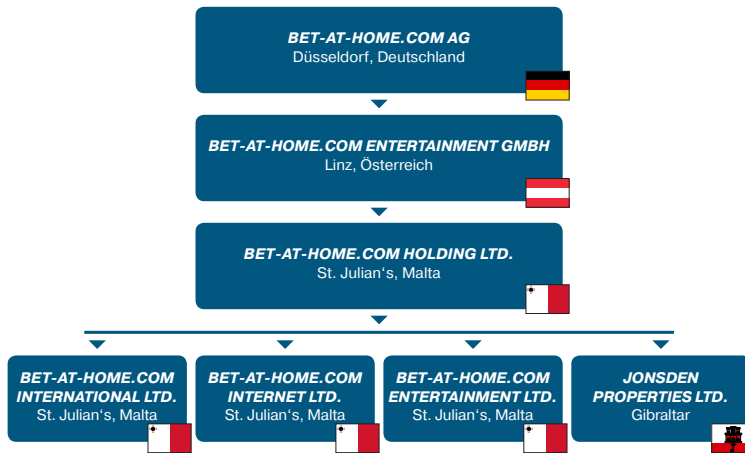 BET-AT-HOME.COM AG
Düsseldorf, Deutschland
BET-AT-HOME.COM ENTERTAINMENT GMBH
Linz, Österreich
BET-AT-HOME.COM HOLDING LTD.
St. Julian‘s, Malta
BET-AT-HOME.COM
INTERNATIONAL LTD.
St. Julian‘s, Malta
BET-AT-HOME.COM
INTERNET LTD.
St. Julian‘s, Malta
BET-AT-HOME.COM
ENTERTAINMENT LTD.
St. Julian‘s, Malta
JONSDEN
PROPERTIES LTD.
Gibraltar